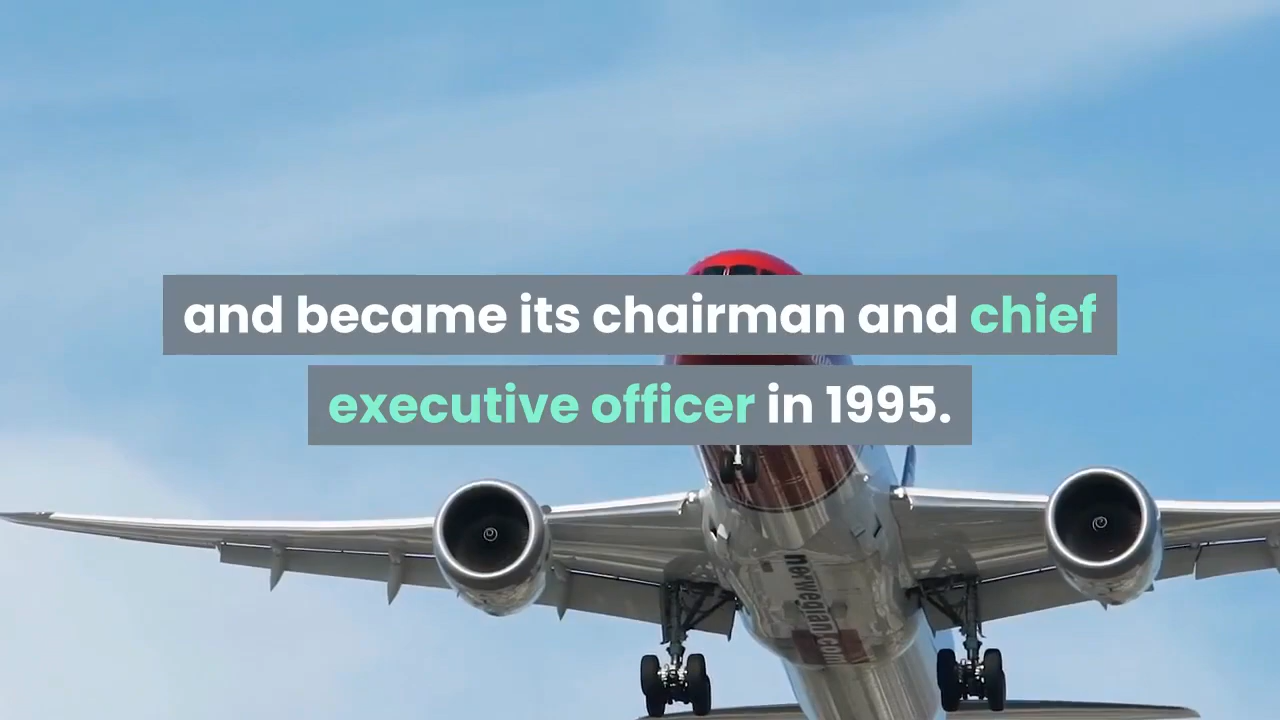 and became its chairman and chief
executive officer in 1995.
norwegian.com